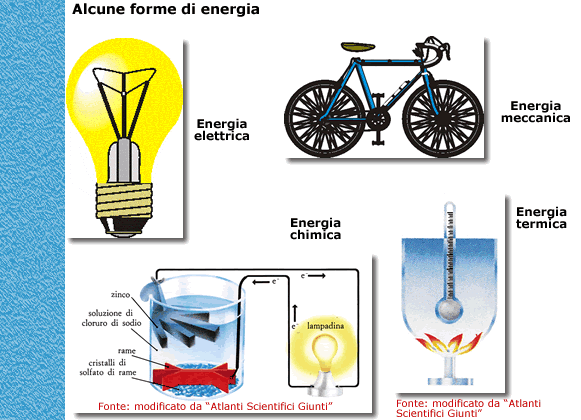 Alcune forme di energia
Energia
elettrica
Energia
meccanica
Energia
chimica
Energia
termica
zinco
soluzione di
cloruro di sodio
rame
cristalli di
solfato di rame
e-
e-
e-
lampadina
Fonte: modificato da “Atlanti Scientifici Giunti”
Fonte: modificato da “Atlanti
Scientifici Giunti”